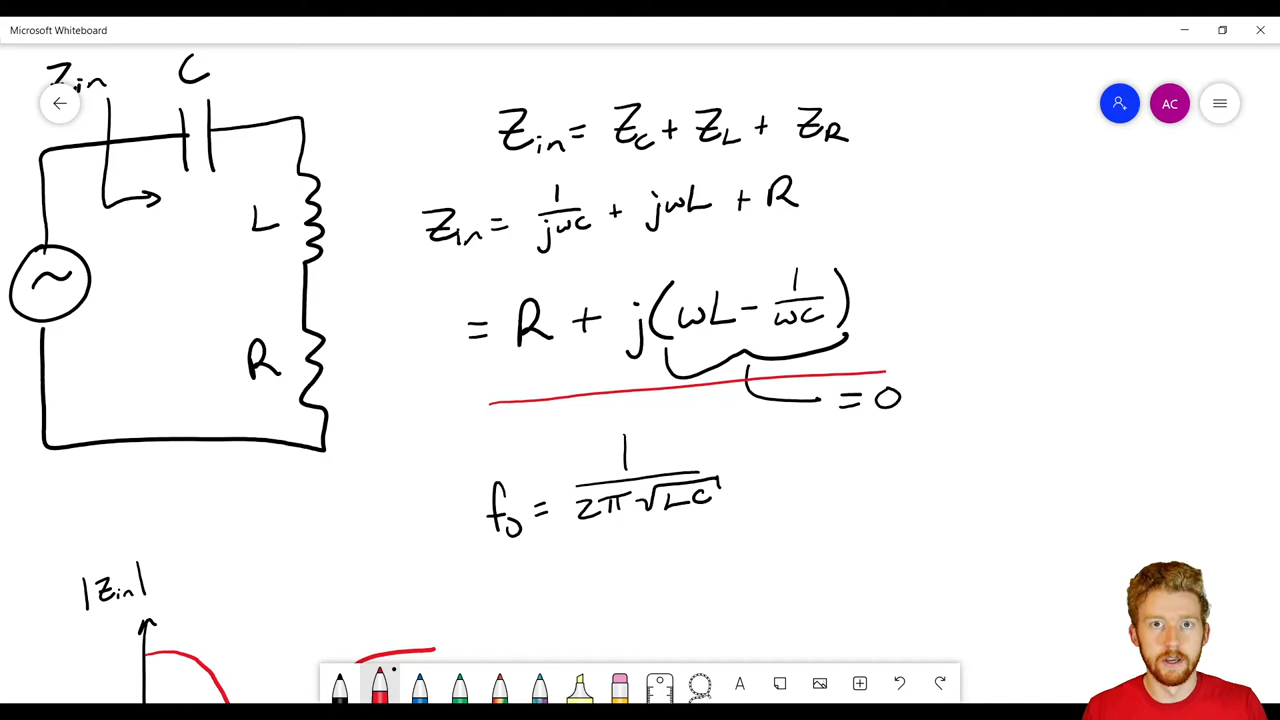 Microsoft Whiteboard
Zin
C
L
R
Zin = ZC + ZL + ZR
Zin = 1/jωC + jωL + R
= R + j(ωL - 1/ωC)
= 0
f0 = 1/2π√LC
|Zin|
AC
A